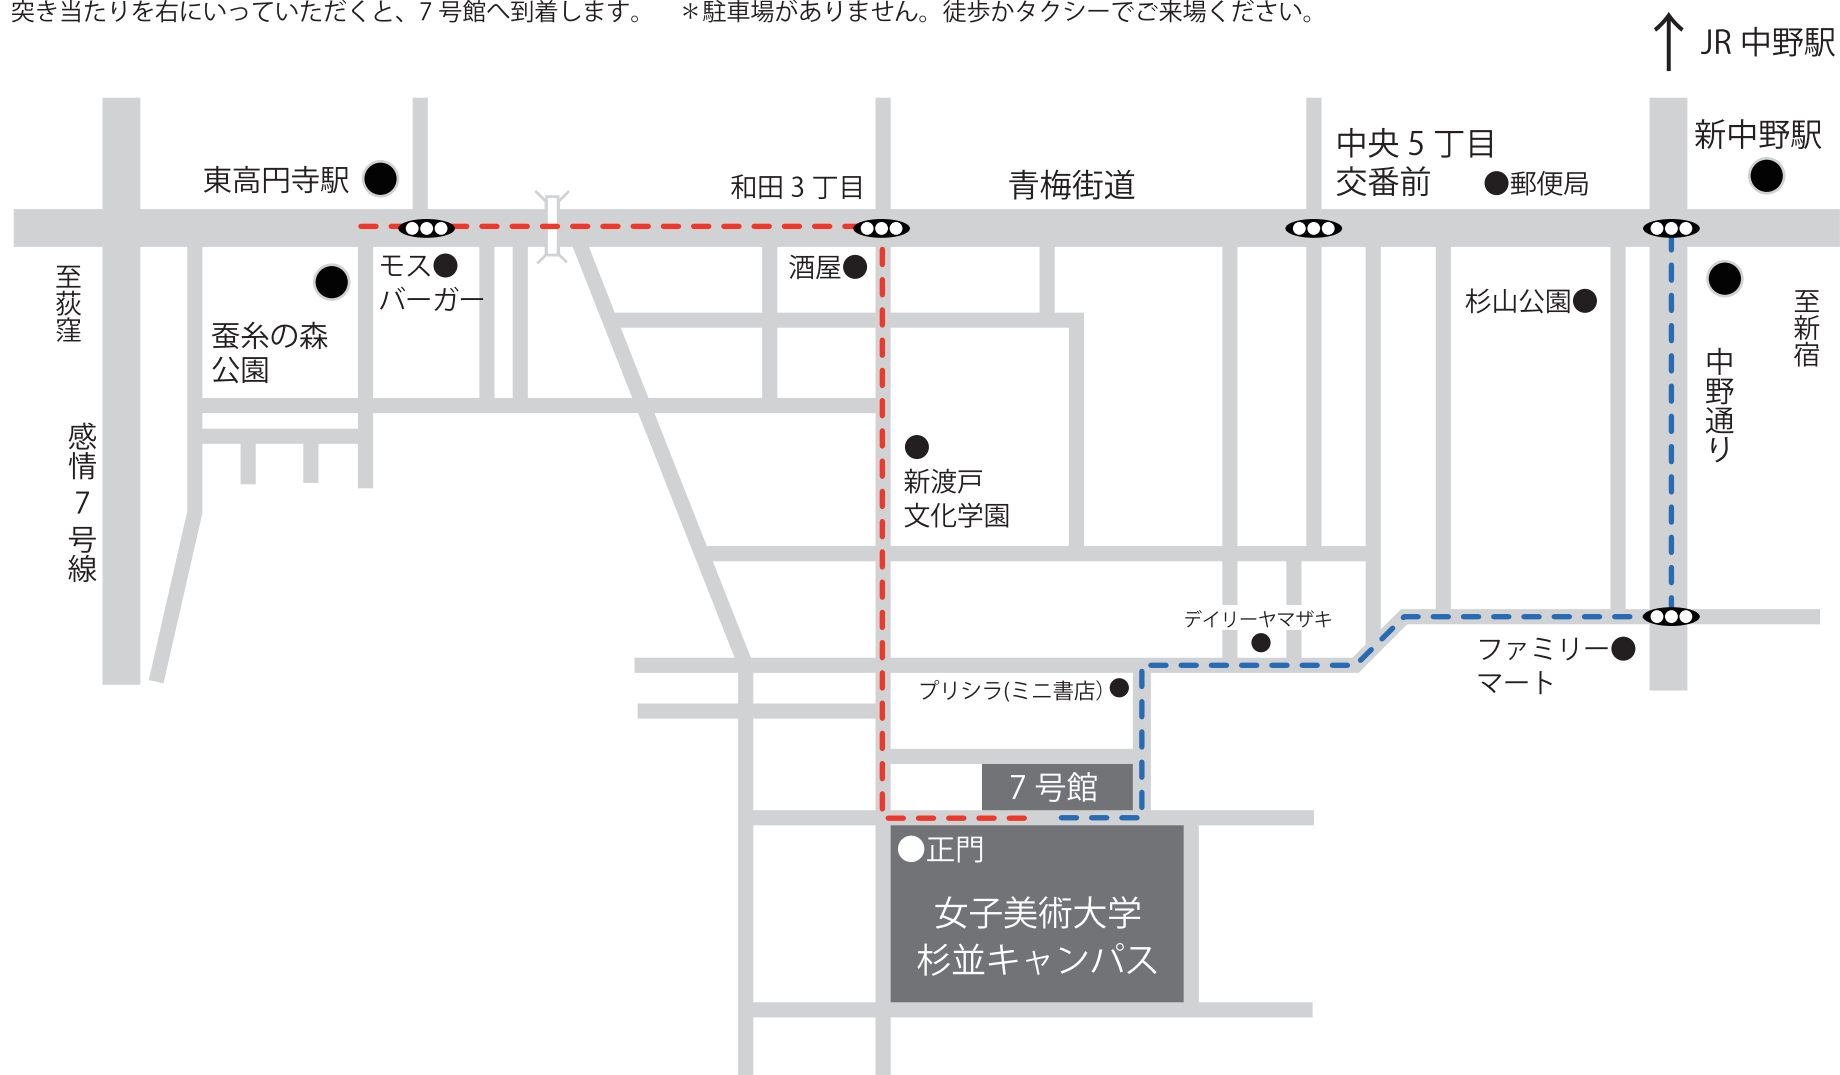 突き当たりを右にいっていただくと、7 号館へ到着します。　＊駐車場がありません。徒歩かタクシーでご来場ください。
JR 中野駅
新中野駅
中央 5 丁目
交番前
郵便局
青梅街道
和田 3 丁目
東高円寺駅
モス
バーガー
酒屋
杉山公園
至荻窪
至新宿
蚕糸の森
公園
中野通り
感情7号線
新渡戸
文化学園
デイリーヤマザキ
ファミリー
マート
プリシラ(ミニ書店)
7 号館
正門
女子美術大学
杉並キャンパス